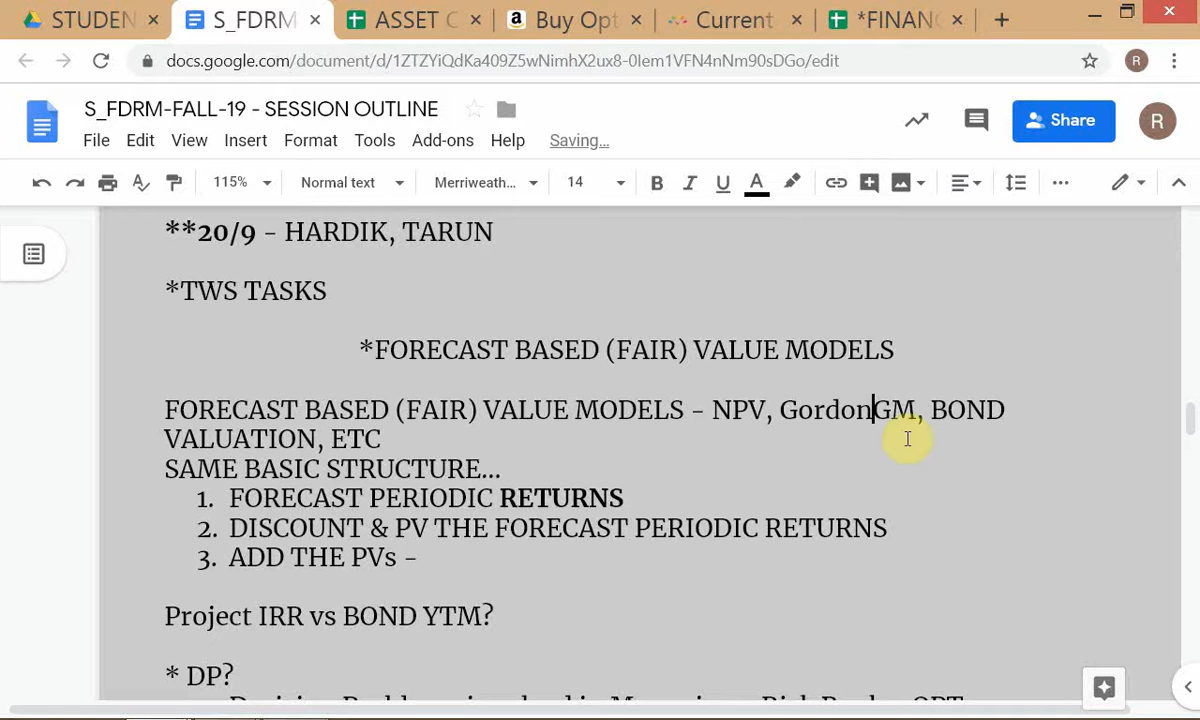 STUDEN
S_FDRM
ASSET C
Buy Opt
Current
*FINANC
docs.google.com/document/d/1ZTZYiQdKa409Z5wNimhX2ux8-0lem1VFN4nNm90sDGo/edit
R
S_FDRM-FALL-19 - SESSION OUTLINE
File Edit View Insert Format Tools Add-ons Help Saving...
Share
R
115% Normal text Merriweath... 14 B I U A
**20/9 - HARDIK, TARUN
*TWS TASKS
*FORECAST BASED (FAIR) VALUE MODELS
FORECAST BASED (FAIR) VALUE MODELS - NPV, GordonGM, BOND
VALUATION, ETC
SAME BASIC STRUCTURE...
1. FORECAST PERIODIC RETURNS
2. DISCOUNT & PV THE FORECAST PERIODIC RETURNS
3. ADD THE PVs -
Project IRR vs BOND YTM?
* DP?